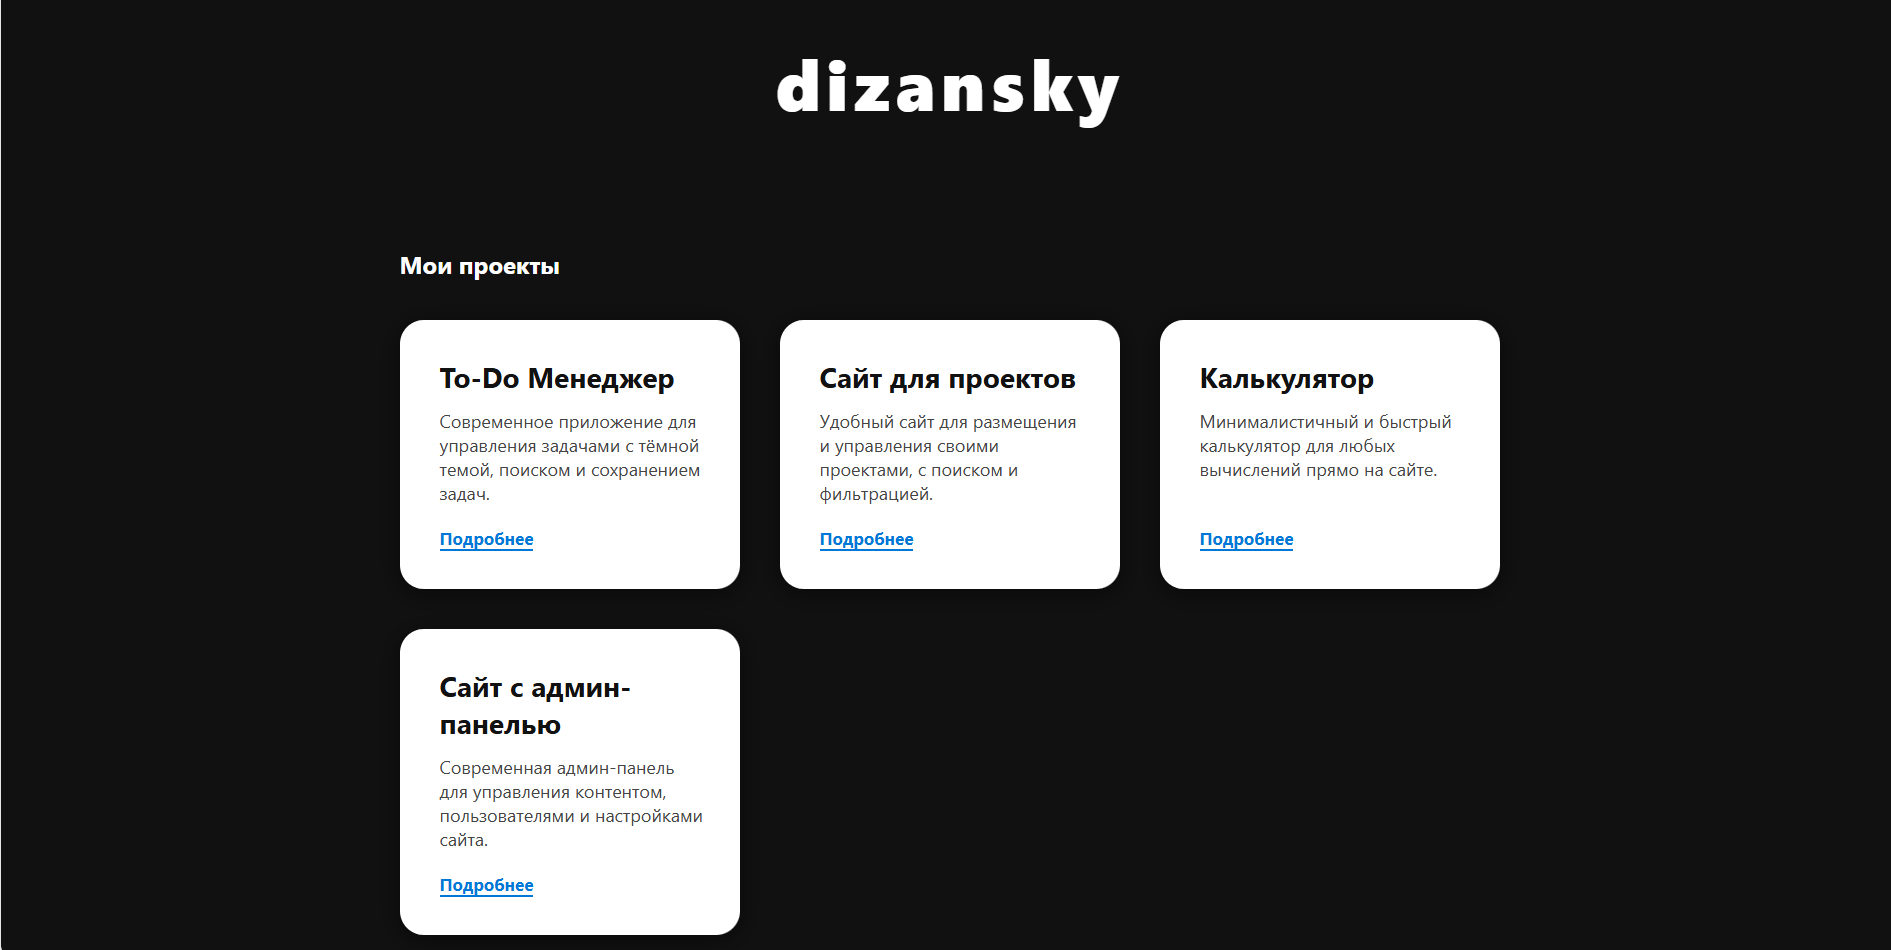 dizansky
Мои проекты
To-Do Менеджер
Современное приложение для
управления задачами с тёмной
темой, поиском и сохранением
задач.
Подробнее
Сайт для проектов
Удобный сайт для размещения
и управления своими
проектами, с поиском и
фильтрацией.
Подробнее
Калькулятор
Минималистичный и быстрый
калькулятор для любых
вычислений прямо на сайте.
Подробнее
Сайт с админ-
панелью
Современная админ-панель
для управления контентом,
пользователями и настройками
сайта.
Подробнее